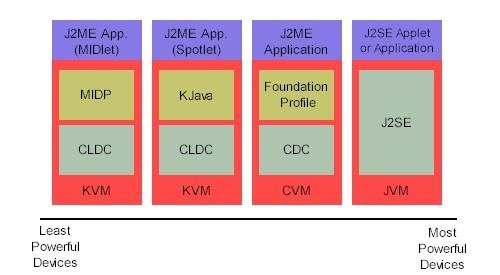 J2ME App.
(MIDlet)
MIDP
CLDC
KVM
J2ME App.
(Spotlet)
KJava
CLDC
KVM
J2ME
Application
Foundation
Profile
CDC
CVM
J2SE Applet
or Application
J2SE
JVM
Least
Powerful
Devices
Most
Powerful
Devices